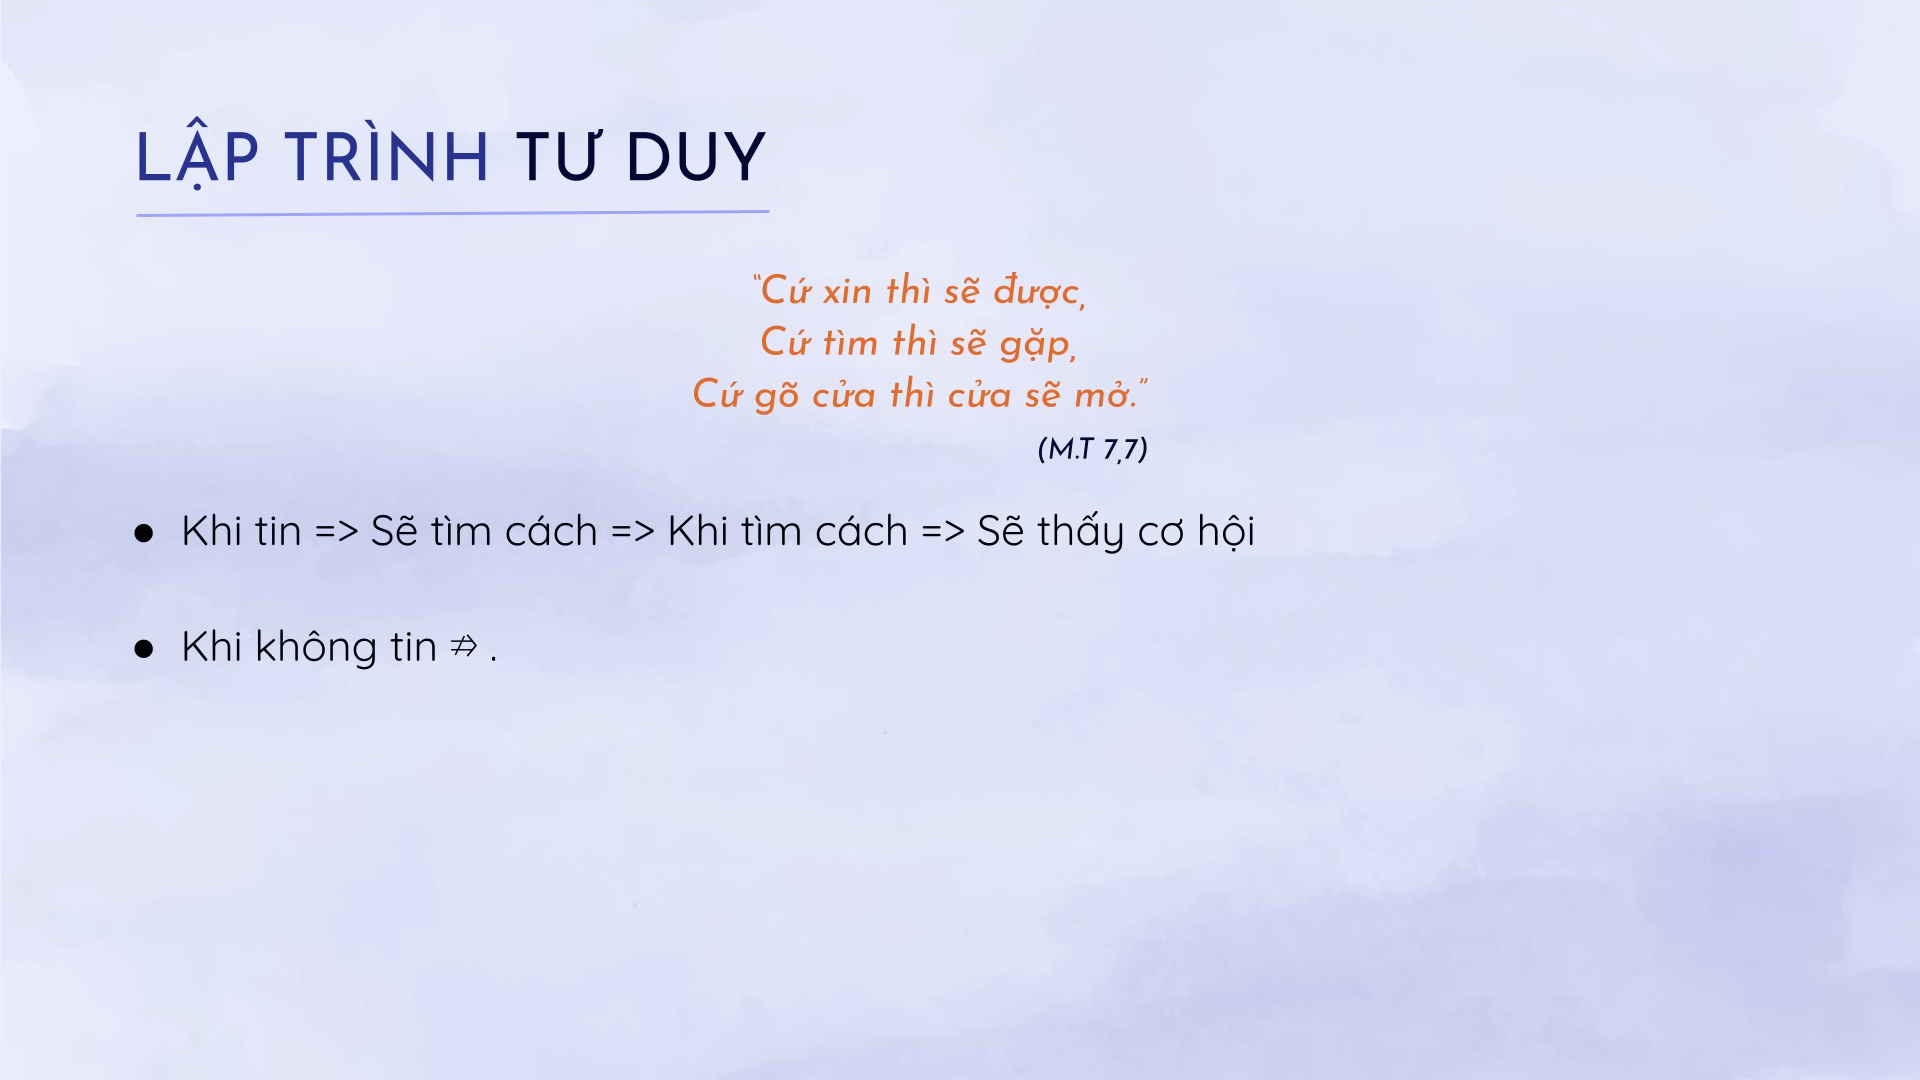 LẬP TRÌNH TƯ DUY
“Cứ xin thì sẽ được,
Cứ tìm thì sẽ gặp,
Cứ gõ cửa thì cửa sẽ mở.”
(M.T 7,7)
● Khi tin => Sẽ tìm cách => Khi tìm cách => Sẽ thấy cơ hội
● Khi không tin ⇏ .